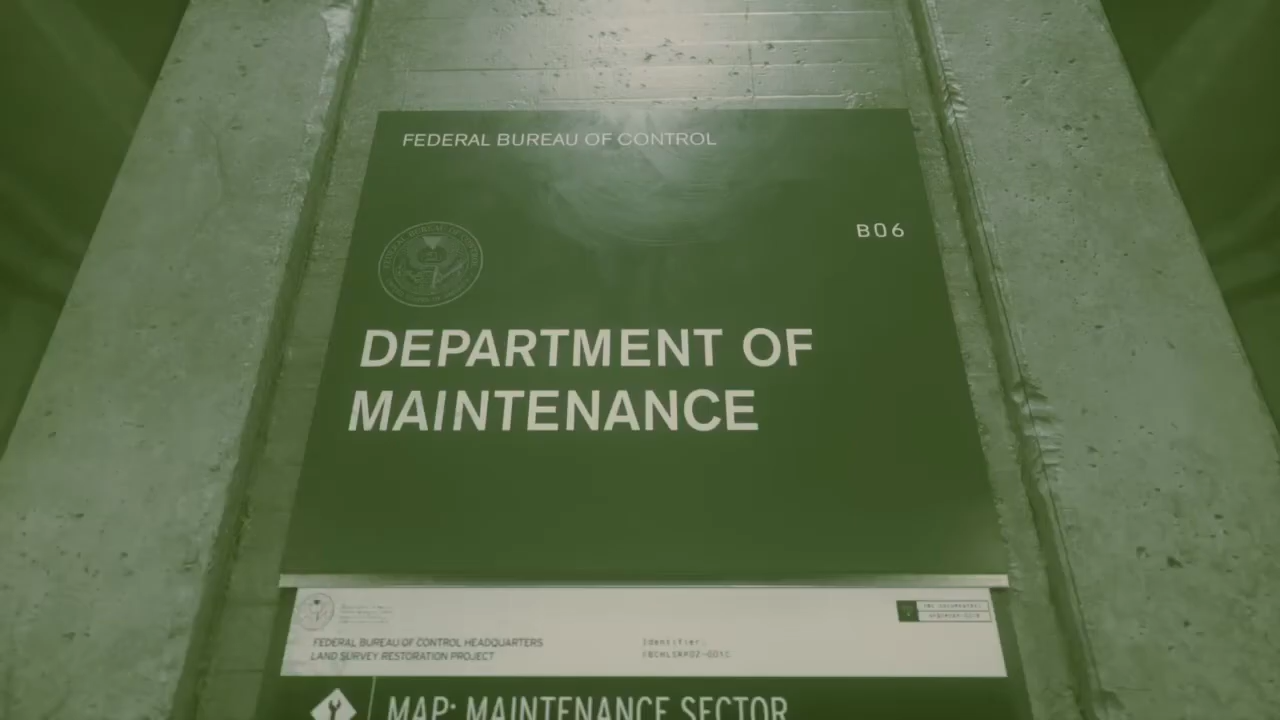 FEDERAL BUREAU OF CONTROL
B06
DEPARTMENT OF
MAINTENANCE
FEDERAL BUREAU OF CONTROL HEADQUARTERS
LAND SURVEY RESTORATION PROJECT
Identifier:
MAP: MAINTENANCE SECTOR